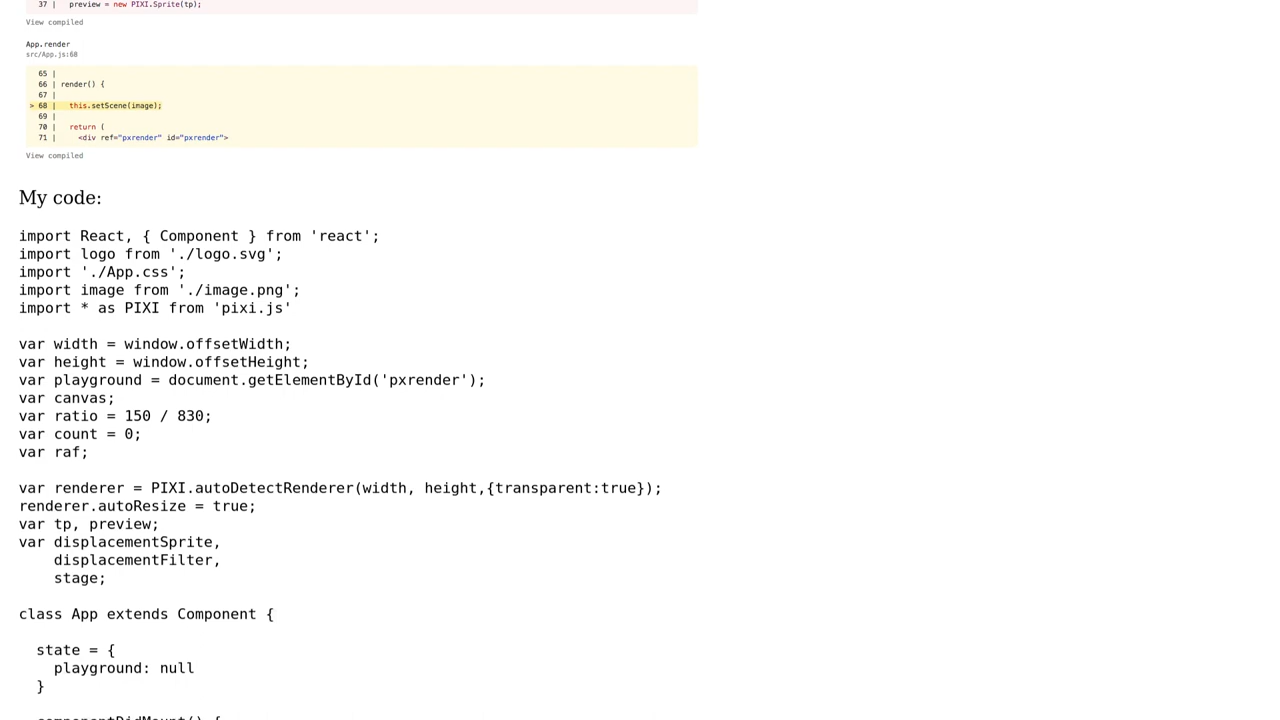 37 |   preview = new PIXI.Sprite(tp);
View compiled
App.render
src/App.js:68
65 |
66 | render() {
67 |
> 68 |   this.setScene(image);
69 |
70 |   return (
71 |     <div ref="pxrender" id="pxrender">
View compiled
My code:
import React, { Component } from 'react';
import logo from './logo.svg';
import './App.css';
import image from './image.png';
import * as PIXI from 'pixi.js'
var width = window.offsetWidth;
var height = window.offsetHeight;
var playground = document.getElementById('pxrender');
var canvas;
var ratio = 150 / 830;
var count = 0;
var raf;
var renderer = PIXI.autoDetectRenderer(width, height,{transparent:true});
renderer.autoResize = true;
var tp, preview;
var displacementSprite,
    displacementFilter,
    stage;
class App extends Component {
  state = {
    playground: null
  }
  componentDidMount() {